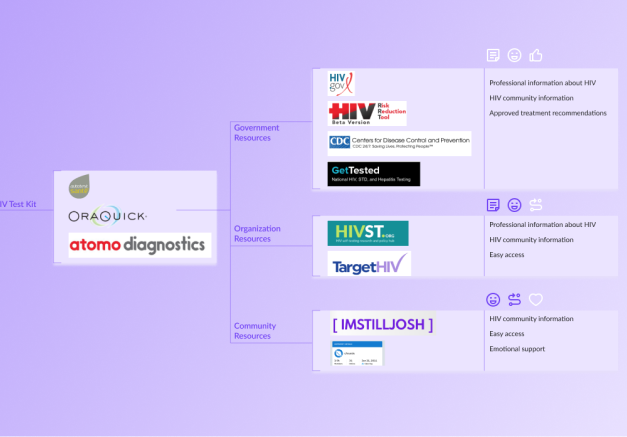 IV Test Kit
ORAQUICK
atomo diagnostics
Government
Resources
HIV
gov
HIV Risk
Reduction
Tool
Beta Version
CDC Centers for Disease Control and Prevention
CDC 24/7: Saving Lives, Protecting People™
GetTested
National HIV, STD, and Hepatitis Testing
Professional information about HIV
HIV community information
Approved treatment recommendations
Organization
Resources
HIVST.ORG
TargetHIV
Professional information about HIV
HIV community information
Easy access
Community
Resources
[ IMSTILLJOSH ]
HIV community information
Easy access
Emotional support